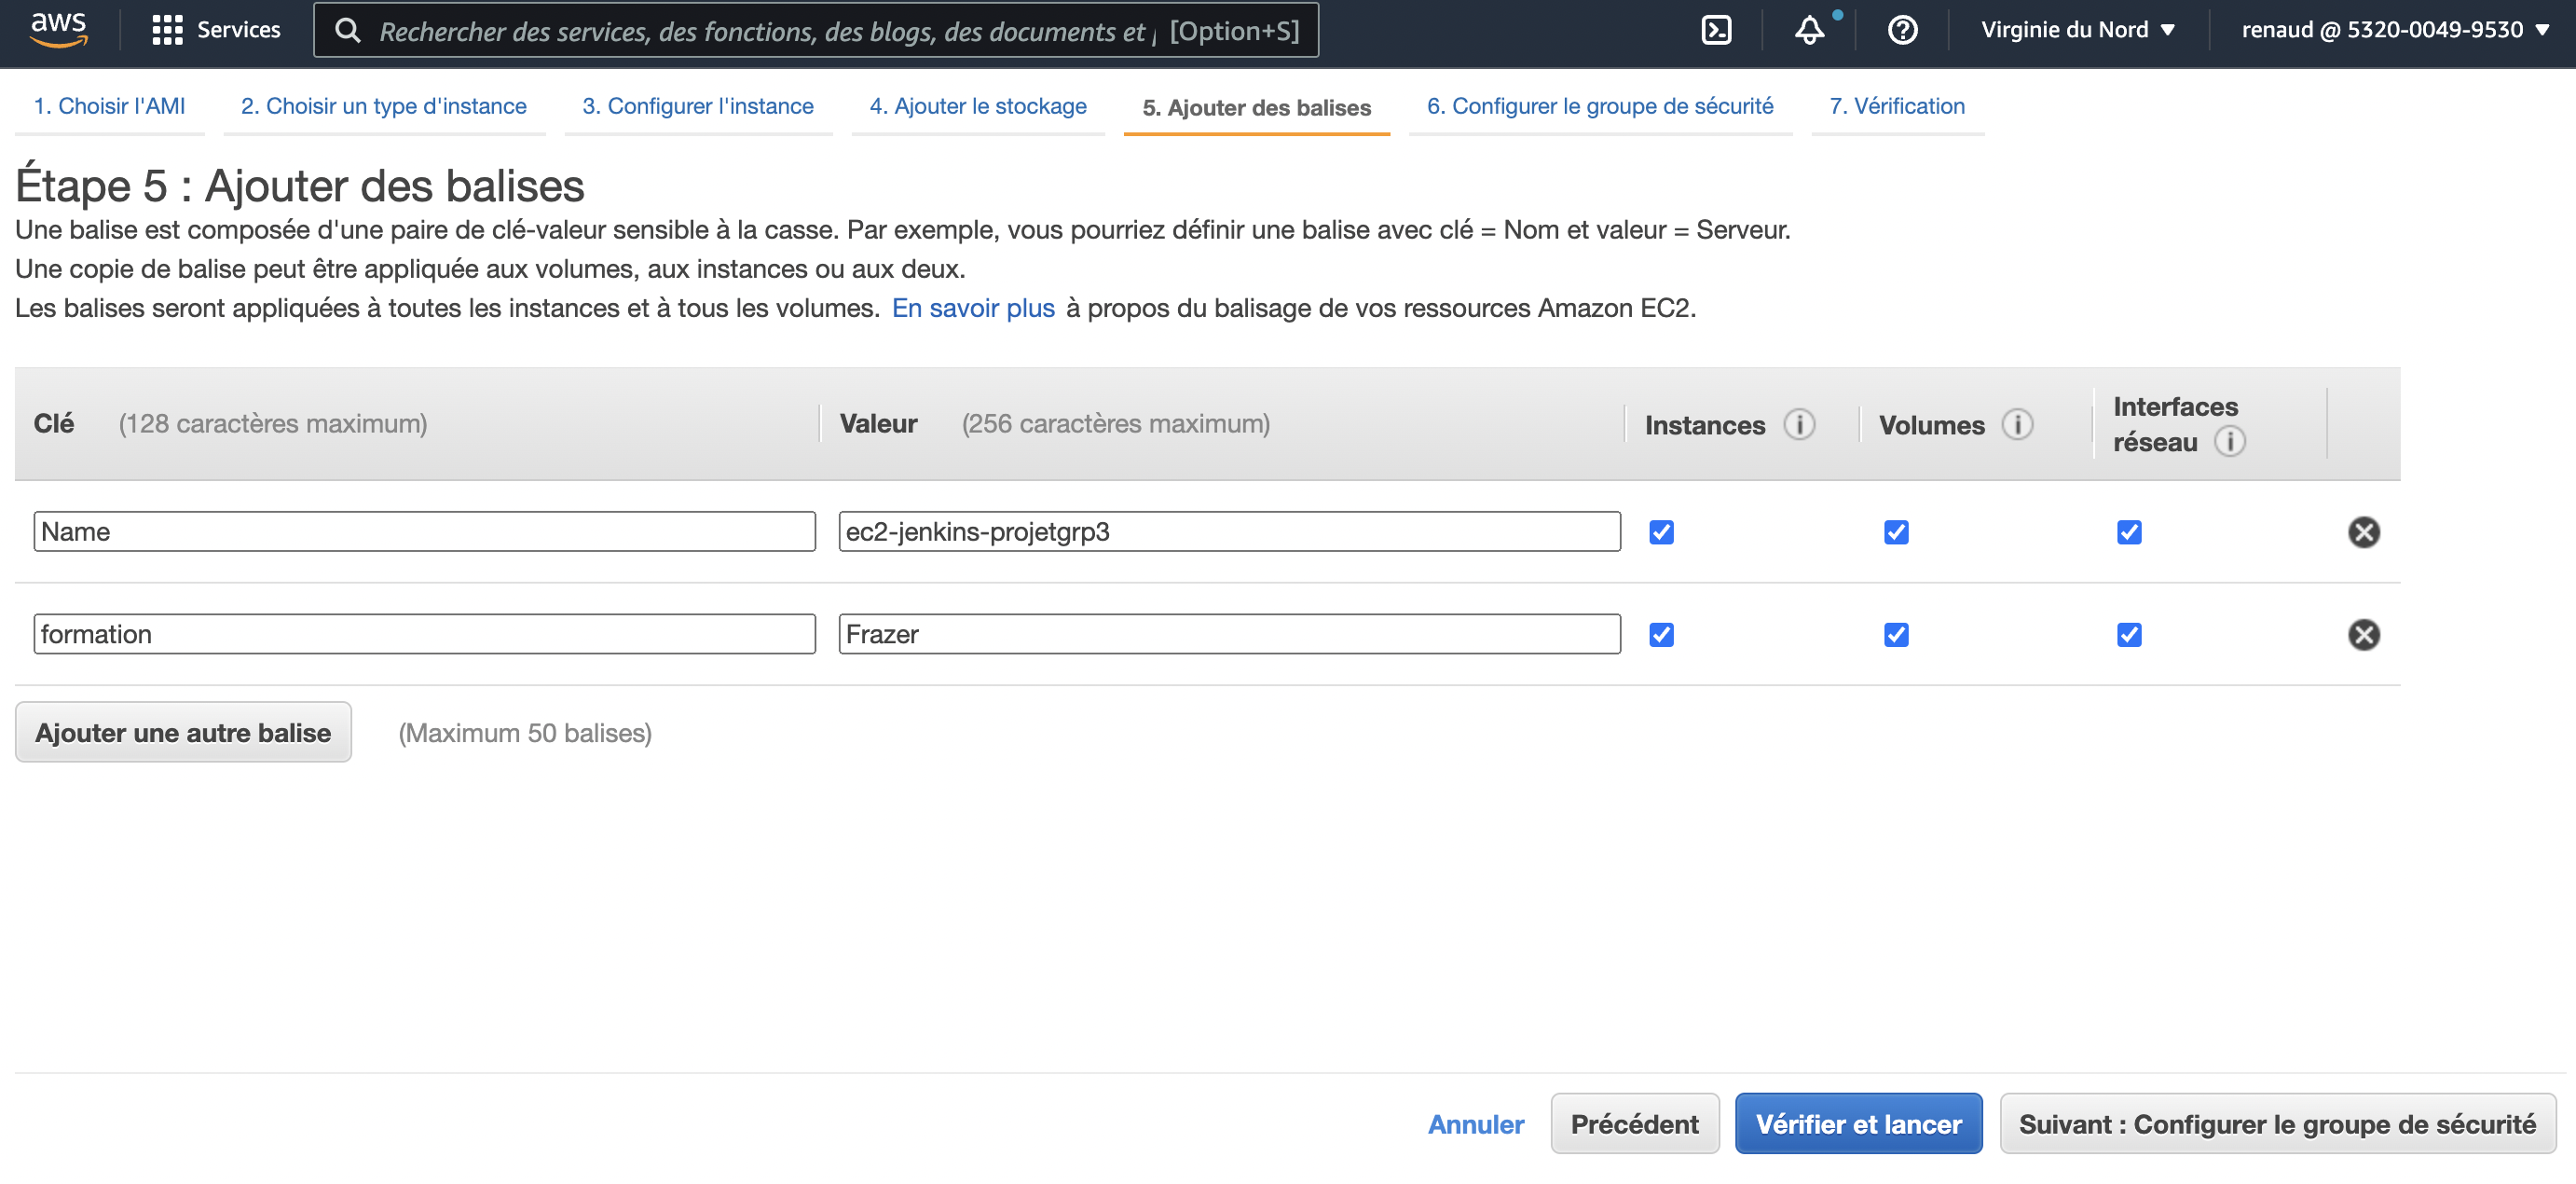 aws Services Rechercher des services, des fonctions, des blogs, des documents et [Option+S] Virginie du Nord renaud @ 5320-0049-9530
1. Choisir l'AMI 2. Choisir un type d'instance 3. Configurer l'instance 4. Ajouter le stockage 5. Ajouter des balises 6. Configurer le groupe de sécurité 7. Vérification
Étape 5 : Ajouter des balises
Une balise est composée d'une paire de clé-valeur sensible à la casse. Par exemple, vous pourriez définir une balise avec clé = Nom et valeur = Serveur.
Une copie de balise peut être appliquée aux volumes, aux instances ou aux deux.
Les balises seront appliquées à toutes les instances et à tous les volumes. En savoir plus à propos du balisage de vos ressources Amazon EC2.
Clé (128 caractères maximum) Valeur (256 caractères maximum) Instances Volumes Interfaces réseau
Name ec2-jenkins-projetgrp3
formation Frazer
Ajouter une autre balise (Maximum 50 balises)
Annuler Précédent Vérifier et lancer Suivant : Configurer le groupe de sécurité